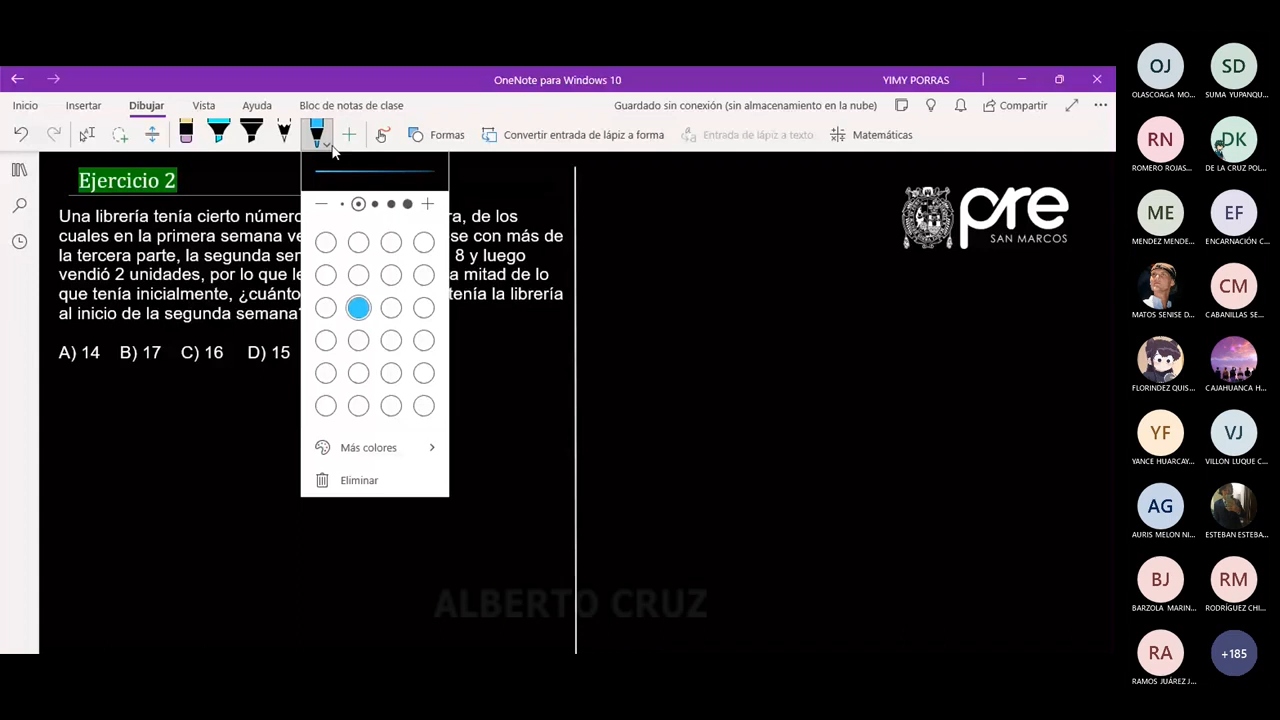 OneNote para Windows 10
YIMY PORRAS
Inicio Insertar Dibujar Vista Ayuda Bloc de notas de clase
Guardado sin conexión (sin almacenamiento en la nube)
Compartir
Formas Convertir entrada de lápiz a forma Entrada de lápiz a texto Matemáticas
Ejercicio 2
Una librería tenía cierto número a, de los
cuales en la primera semana ve se con más de
la tercera parte, la segunda sem 8 y luego
vendió 2 unidades, por lo que le a mitad de lo
que tenía inicialmente, ¿cuánto tenía la librería
al inicio de la segunda semana
A) 14 B) 17 C) 16 D) 15
Más colores
Eliminar
pre
SAN MARCOS
ALBERTO CRUZ
OJ SD
OLASCOAGA MO... SUMA YUPANQU...
RN DK
ROMERO ROJAS... DE LA CRUZ POL...
ME EF
MENDEZ MENDE... ENCARNACIÓN C...
CM
MATOS SENISE D... CABANILLAS SE...
FLORINDEZ QUIS... CAJAHUANCA H...
YF VJ
YANCE HUARCAY... VILLON LUQUE C...
AG
AURIS MELON NI... ESTEBAN ESTEBA...
BJ RM
BARZOLA MARIN... RODRÍGUEZ CHI...
RA +185
RAMOS JUÁREZ J...